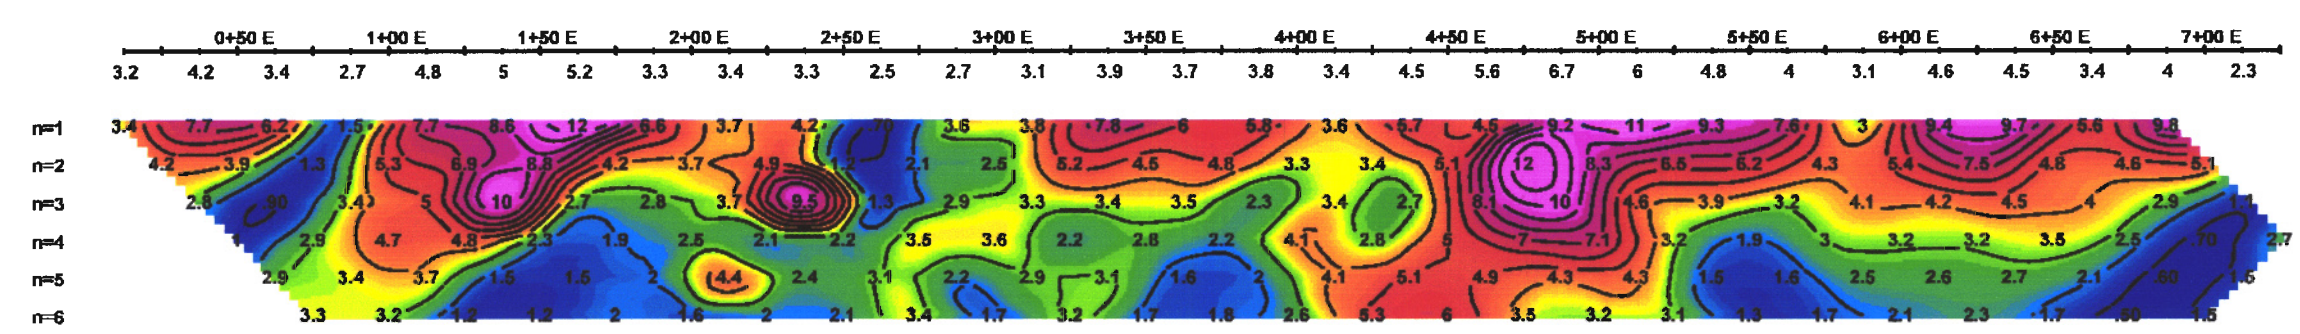 0+50 E 1+00 E 1+50 E 2+00 E 2+50 E 3+00 E 3+50 E 4+00 E 4+50 E 5+00 E 5+50 E 6+00 E 6+50 E 7+00 E
3.2 4.2 3.4 2.7 4.8 5 5.2 3.3 3.4 3.3 2.5 2.7 3.1 3.9 3.7 3.8 3.4 4.5 5.6 6.7 6 4.8 4 3.1 4.6 4.5 3.4 4 2.3
n=1 3.4 7.7 6.2 1.5 7.7 8.6 12 6.6 3.7 4.2 .70 3.6 3.8 7.8 6 5.8 3.6 5.7 4.5 9.2 11 9.3 7.6 3 9.4 9.7 5.6 9.8
n=2 4.2 3.9 1.3 5.3 6.9 8.8 4.2 3.7 4.9 1.2 2.1 2.5 5.2 4.5 4.8 3.3 3.4 5.1 12 8.3 6.5 6.2 4.3 5.4 7.5 4.8 4.6 5.1
n=3 2.8 .90 3.4 5 10 2.7 2.8 3.7 9.5 1.3 2.9 3.3 3.4 3.5 2.3 3.4 2.7 8.1 10 4.6 3.9 3.2 4.1 4.2 4.5 4 2.9 1.1
n=4 1 2.9 4.7 4.8 2.3 1.9 2.5 2.1 2.2 3.5 3.6 2.2 2.8 2.2 4.1 2.8 5 7 7.1 3.2 1.9 3 3.2 3.2 3.5 2.5 .70 2.7
n=5 2.9 3.4 3.7 1.5 1.5 2 4.4 2.4 3.1 2.2 2.9 3.1 1.6 2 4.1 5.1 4.9 4.3 4.3 1.5 1.6 2.5 2.6 2.7 2.1 .60 1.5
n=6 3.3 3.2 1.2 1.2 2 1.6 2 2.1 3.4 1.7 3.2 1.7 1.8 2.6 5.3 6 3.5 3.2 3.1 1.3 1.7 2.1 2.3 1.7 .50 1.5